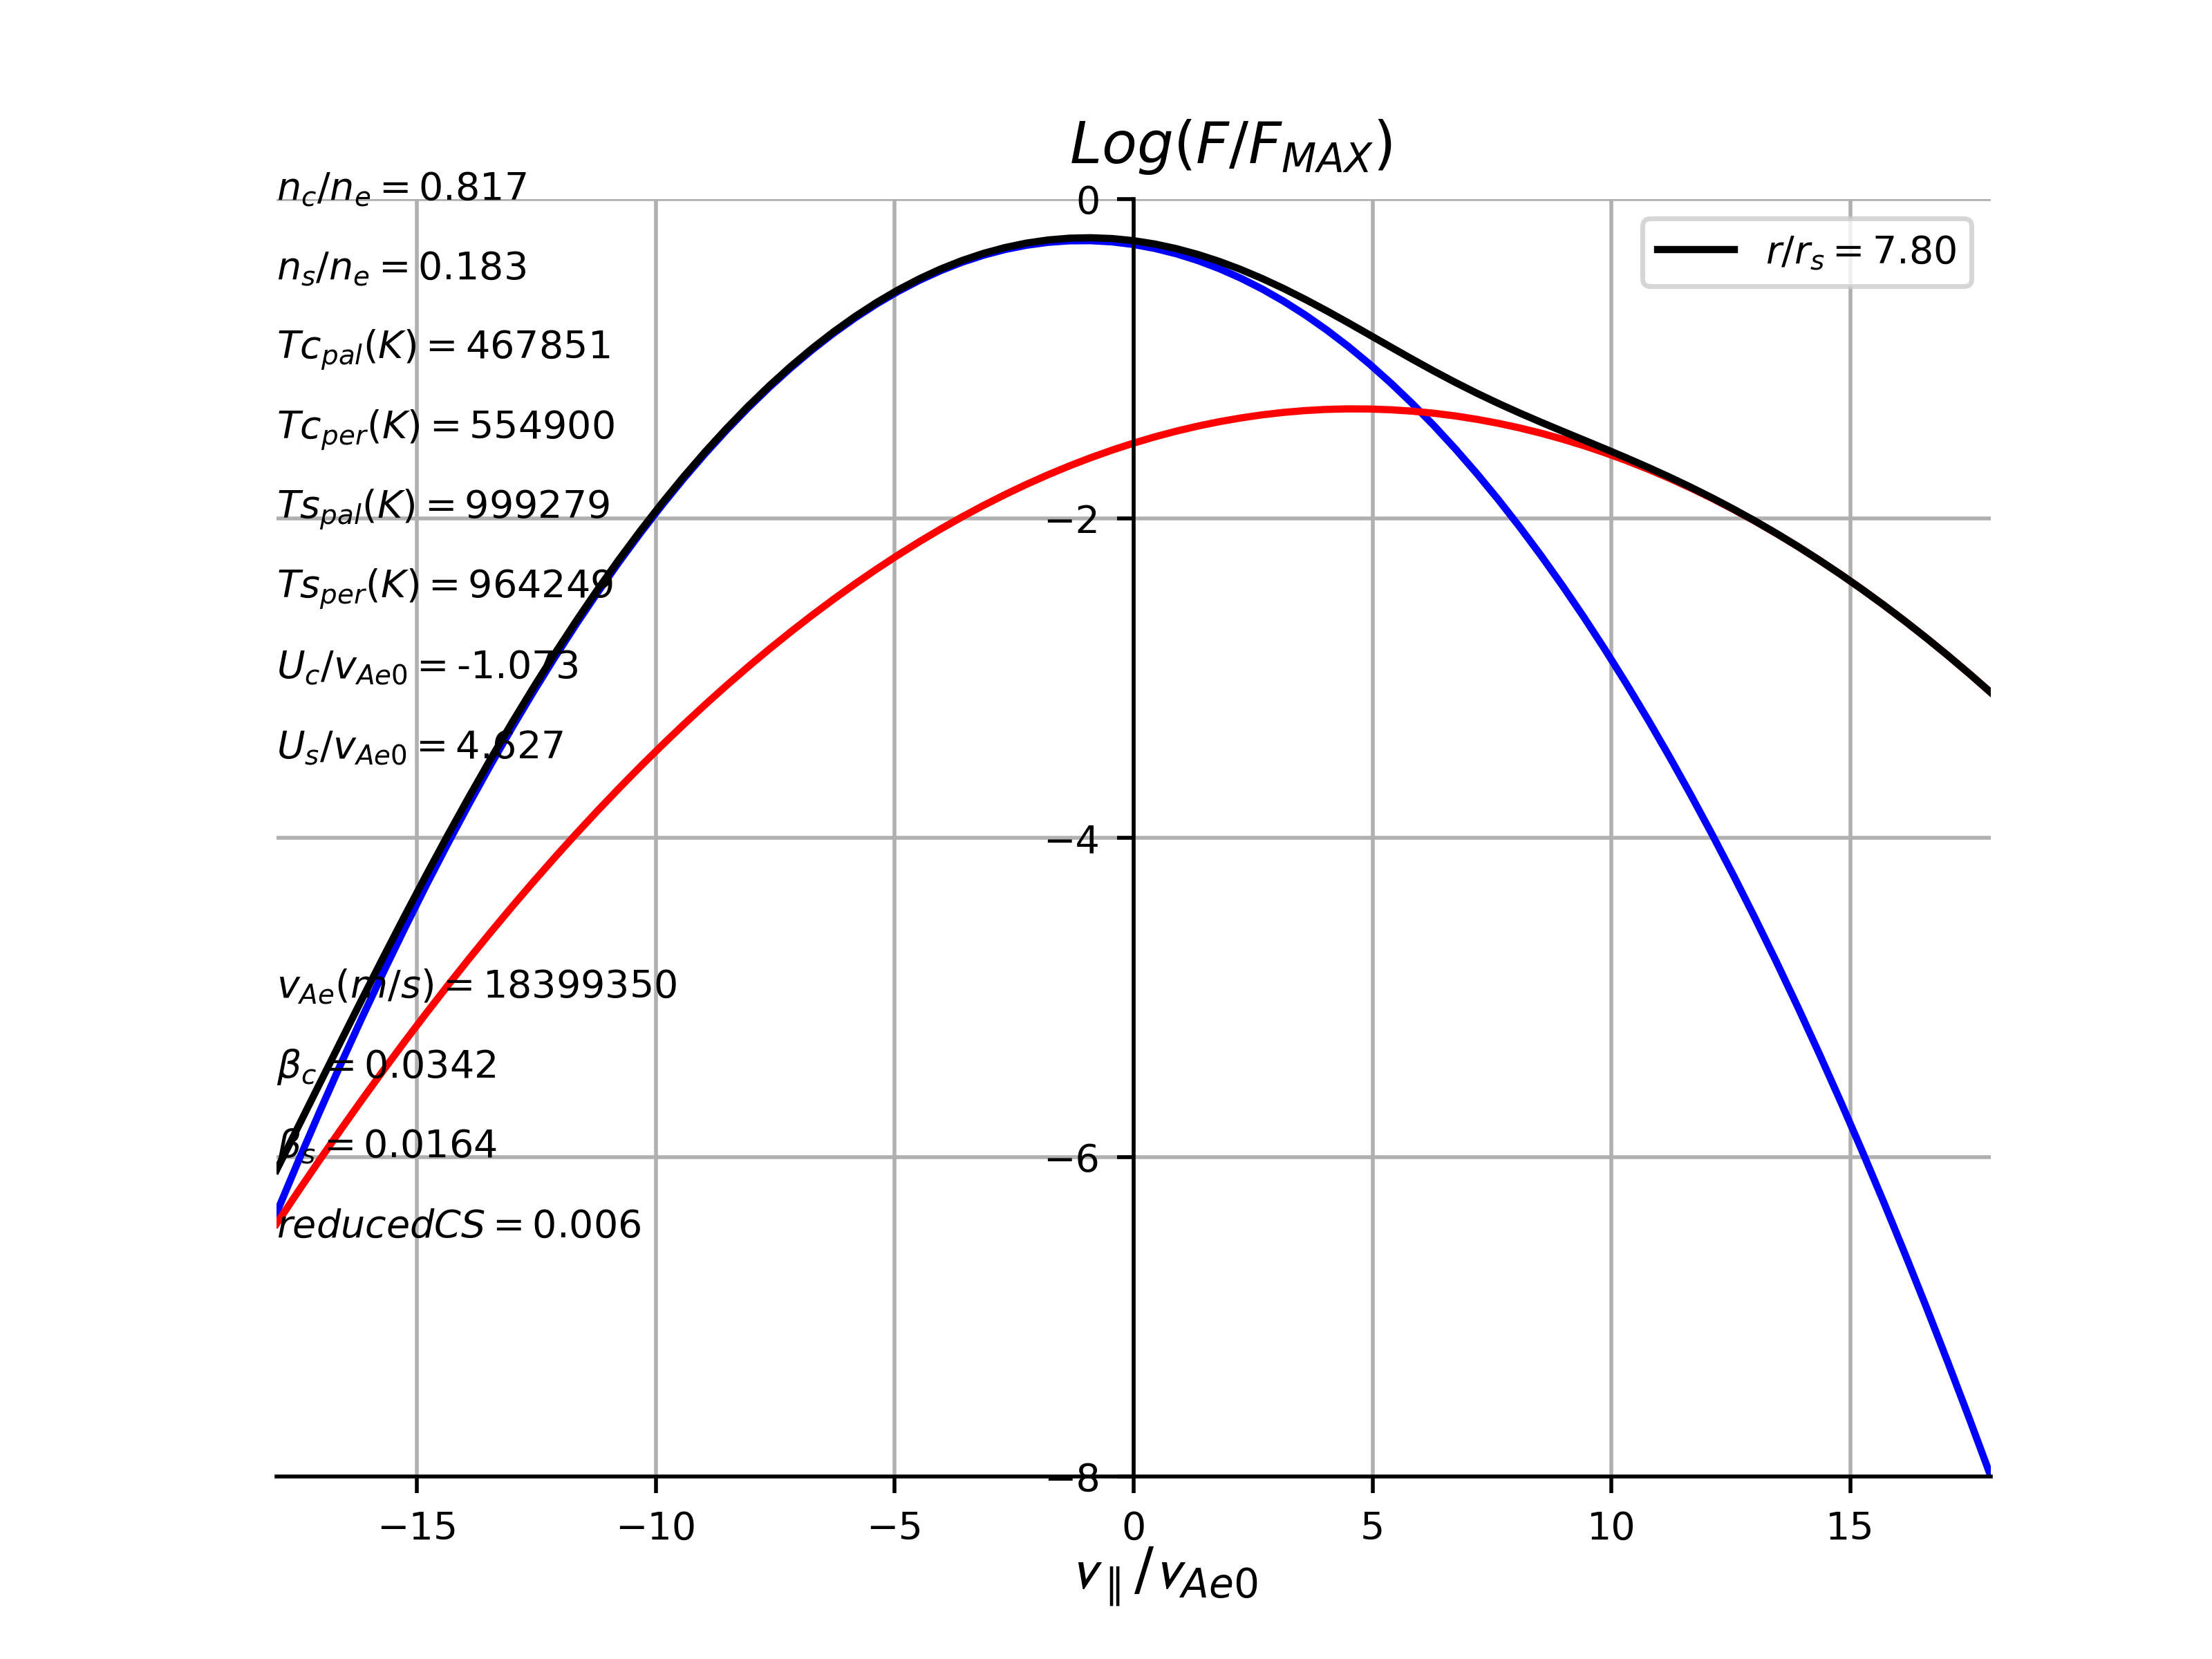 Log(F/F_MAX)
n_c/n_e = 0.817
n_s/n_e = 0.183
Tc_pal(K) = 467851
Tc_per(K) = 554900
Ts_pal(K) = 999279
Ts_per(K) = 964249
U_c/v_Ae0 = -1.073
U_s/v_Ae0 = 4.627
v_Ae(m/s) = 18399350
β_c = 0.0342
β_s = 0.0164
reducedCS = 0.006
r/r_s = 7.80
0
−2
−4
−6
−8
−15 −10 −5 0 5 10 15
v_∥/v_Ae0